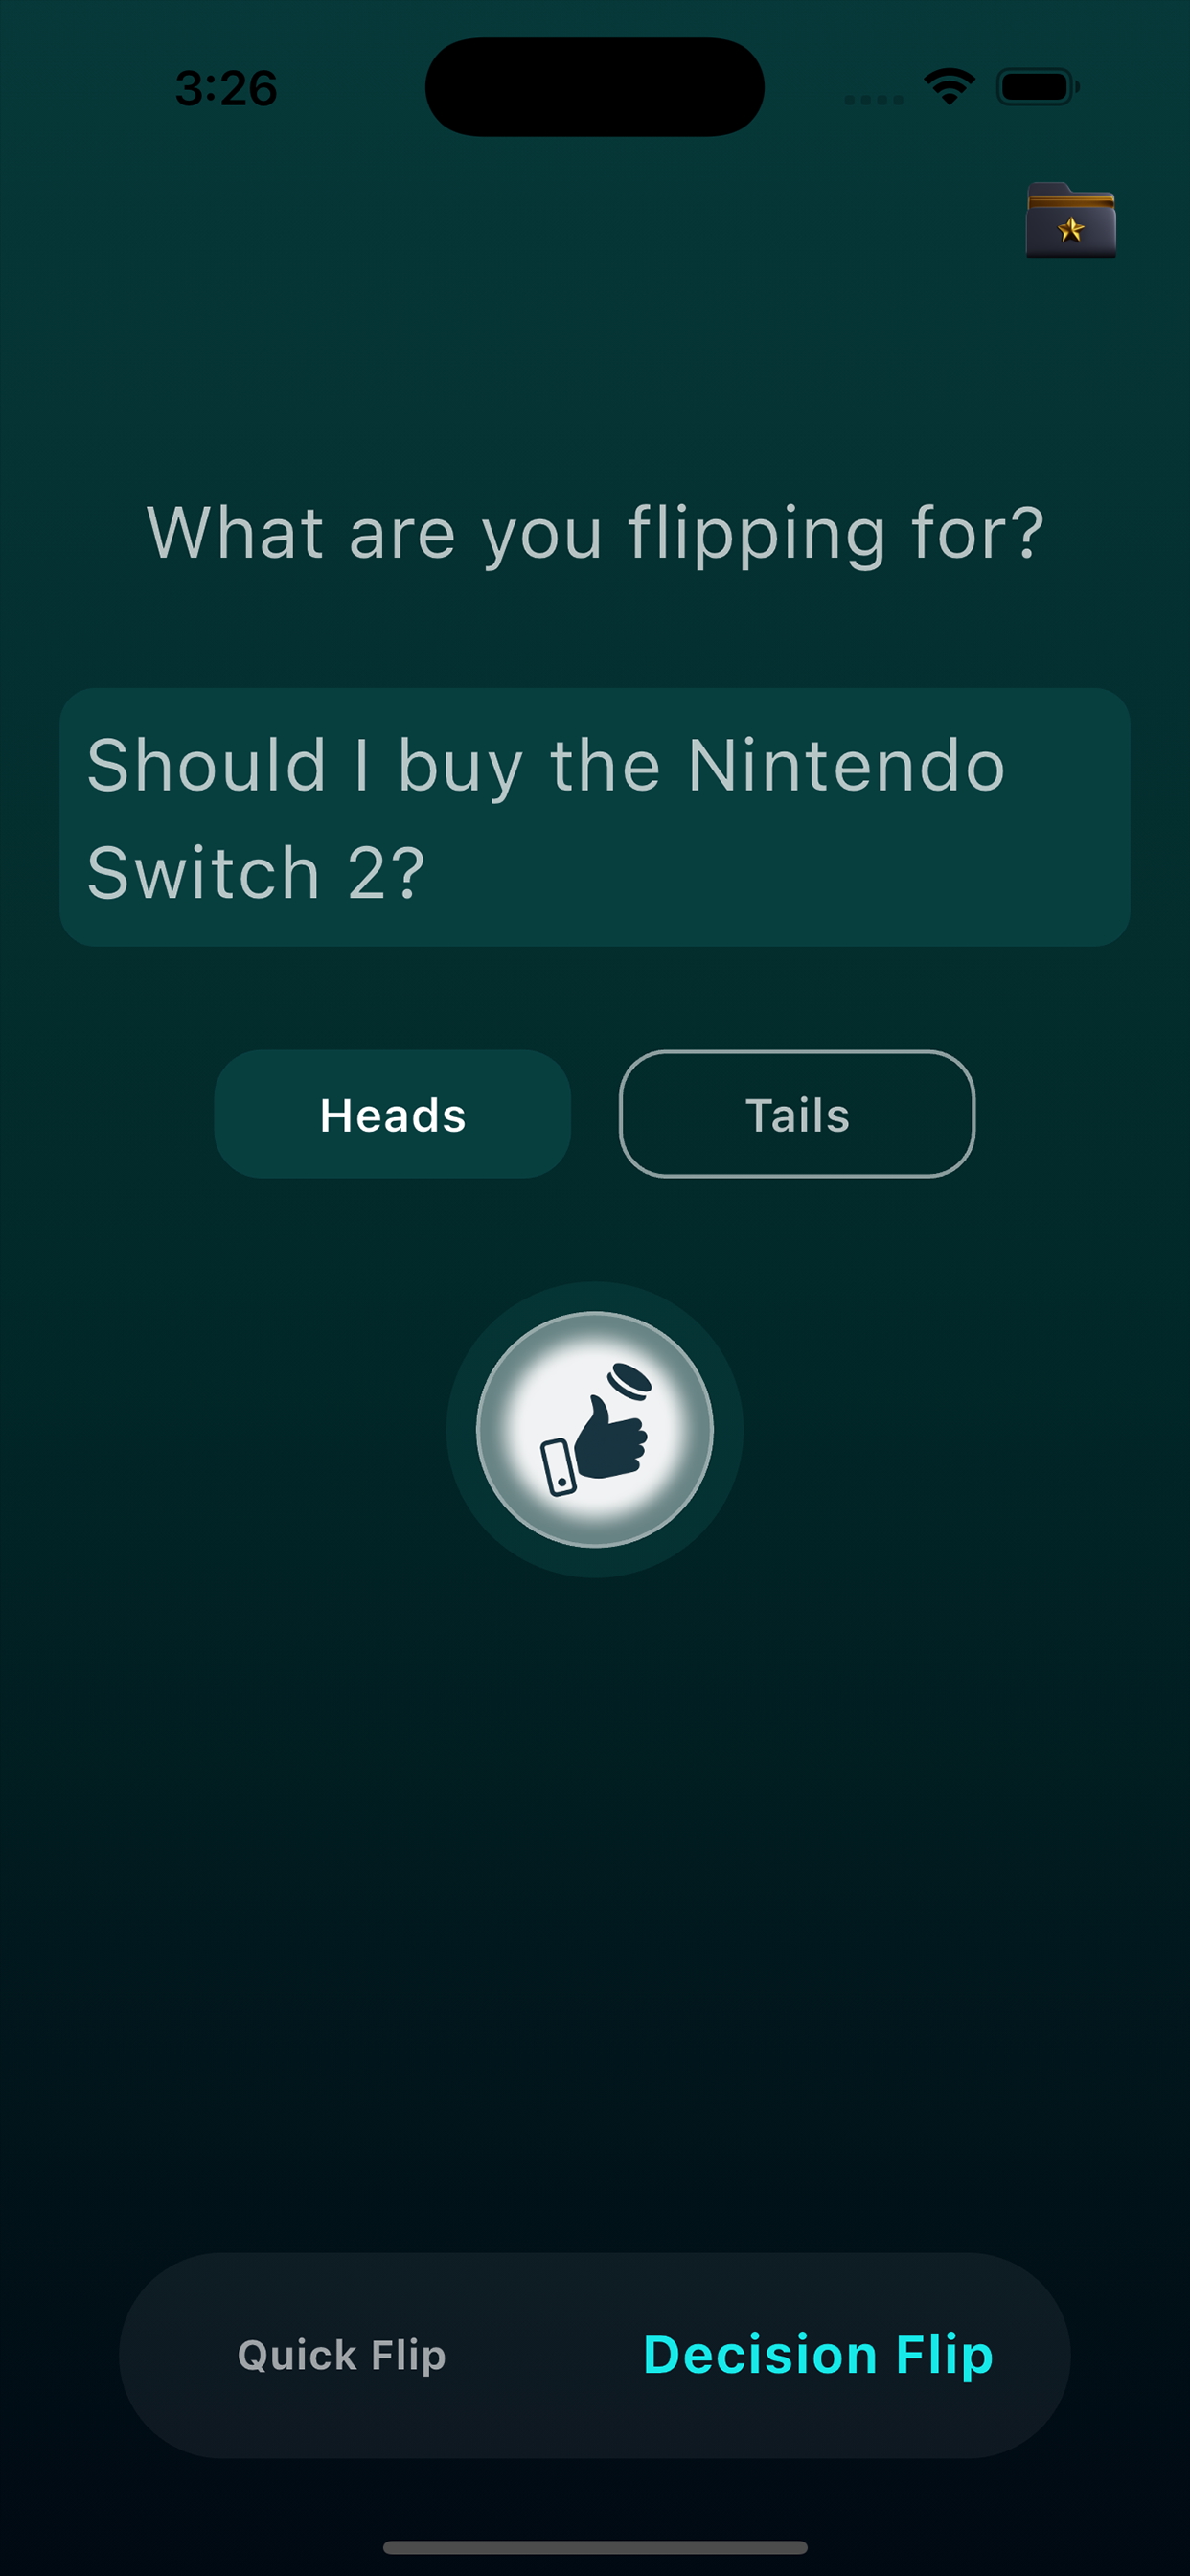 3:26
What are you flipping for?
Should I buy the Nintendo
Switch 2?
Heads
Tails
Quick Flip
Decision Flip